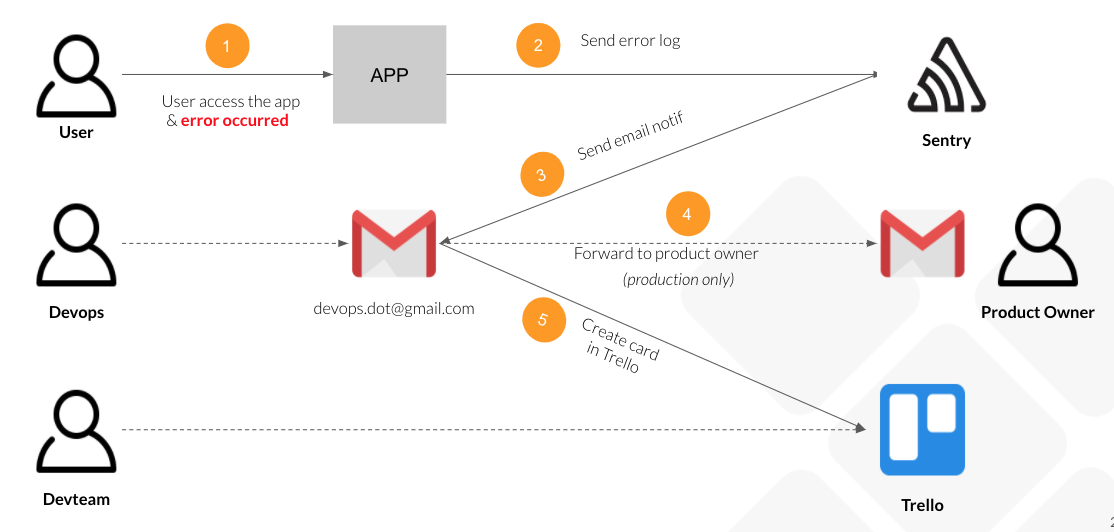 1
2
Send error log
APP
User access the app
& error occurred
User
Sentry
Send email notif
3
4
Forward to product owner
(production only)
Devops
devops.dot@gmail.com
Product Owner
5
Create card
in Trello
Devteam
Trello
2